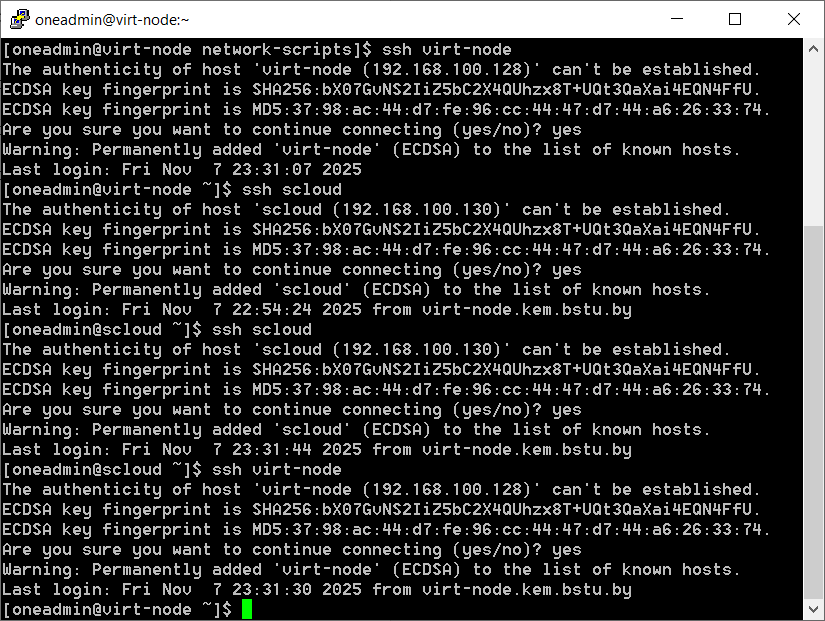 oneadmin@virt-node:~
[oneadmin@virt-node network-scripts]$ ssh virt-node
The authenticity of host 'virt-node (192.168.100.128)' can't be established.
ECDSA key fingerprint is SHA256:bX07GvNS2IiZ5bC2X4QUhzx8T+UQt3QaXai4EQN4FfU.
ECDSA key fingerprint is MD5:37:98:ac:44:d7:fe:96:cc:44:47:d7:44:a6:26:33:74.
Are you sure you want to continue connecting (yes/no)? yes
Warning: Permanently added 'virt-node' (ECDSA) to the list of known hosts.
Last login: Fri Nov  7 23:31:07 2025
[oneadmin@virt-node ~]$ ssh scloud
The authenticity of host 'scloud (192.168.100.130)' can't be established.
ECDSA key fingerprint is SHA256:bX07GvNS2IiZ5bC2X4QUhzx8T+UQt3QaXai4EQN4FfU.
ECDSA key fingerprint is MD5:37:98:ac:44:d7:fe:96:cc:44:47:d7:44:a6:26:33:74.
Are you sure you want to continue connecting (yes/no)? yes
Warning: Permanently added 'scloud' (ECDSA) to the list of known hosts.
Last login: Fri Nov  7 22:54:24 2025 from virt-node.kem.bstu.by
[oneadmin@scloud ~]$ ssh scloud
The authenticity of host 'scloud (192.168.100.130)' can't be established.
ECDSA key fingerprint is SHA256:bX07GvNS2IiZ5bC2X4QUhzx8T+UQt3QaXai4EQN4FfU.
ECDSA key fingerprint is MD5:37:98:ac:44:d7:fe:96:cc:44:47:d7:44:a6:26:33:74.
Are you sure you want to continue connecting (yes/no)? yes
Warning: Permanently added 'scloud' (ECDSA) to the list of known hosts.
Last login: Fri Nov  7 23:31:44 2025 from virt-node.kem.bstu.by
[oneadmin@scloud ~]$ ssh virt-node
The authenticity of host 'virt-node (192.168.100.128)' can't be established.
ECDSA key fingerprint is SHA256:bX07GvNS2IiZ5bC2X4QUhzx8T+UQt3QaXai4EQN4FfU.
ECDSA key fingerprint is MD5:37:98:ac:44:d7:fe:96:cc:44:47:d7:44:a6:26:33:74.
Are you sure you want to continue connecting (yes/no)? yes
Warning: Permanently added 'virt-node' (ECDSA) to the list of known hosts.
Last login: Fri Nov  7 23:31:30 2025 from virt-node.kem.bstu.by
[oneadmin@virt-node ~]$